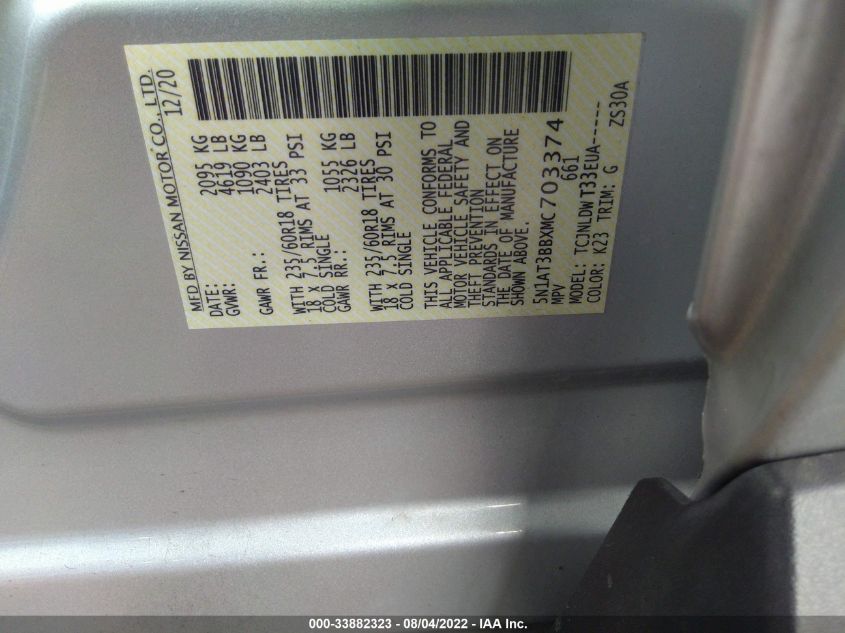 MFD BY NISSAN MOTOR CO., LTD.
DATE: 12/20
GVWR: 2095 KG
4619 LB
GAWR FR.: 1090 KG
2403 LB
WITH 235/60R18 TIRES
18 X 7.5 RIMS AT 33 PSI
COLD SINGLE
GAWR RR.: 1055 KG
2326 LB
WITH 235/60R18 TIRES
18 X 7.5 RIMS AT 30 PSI
COLD SINGLE
THIS VEHICLE CONFORMS TO
ALL APPLICABLE FEDERAL
MOTOR VEHICLE SAFETY AND
THEFT PREVENTION
STANDARDS IN EFFECT ON
THE DATE OF MANUFACTURE
SHOWN ABOVE.
5N1AT3BBXMC703374
MPV 661
MODEL: TCJNLDWT33EUA-----
COLOR: K23 TRIM: G ZS30A
000-33882323 - 08/04/2022 - IAA Inc.